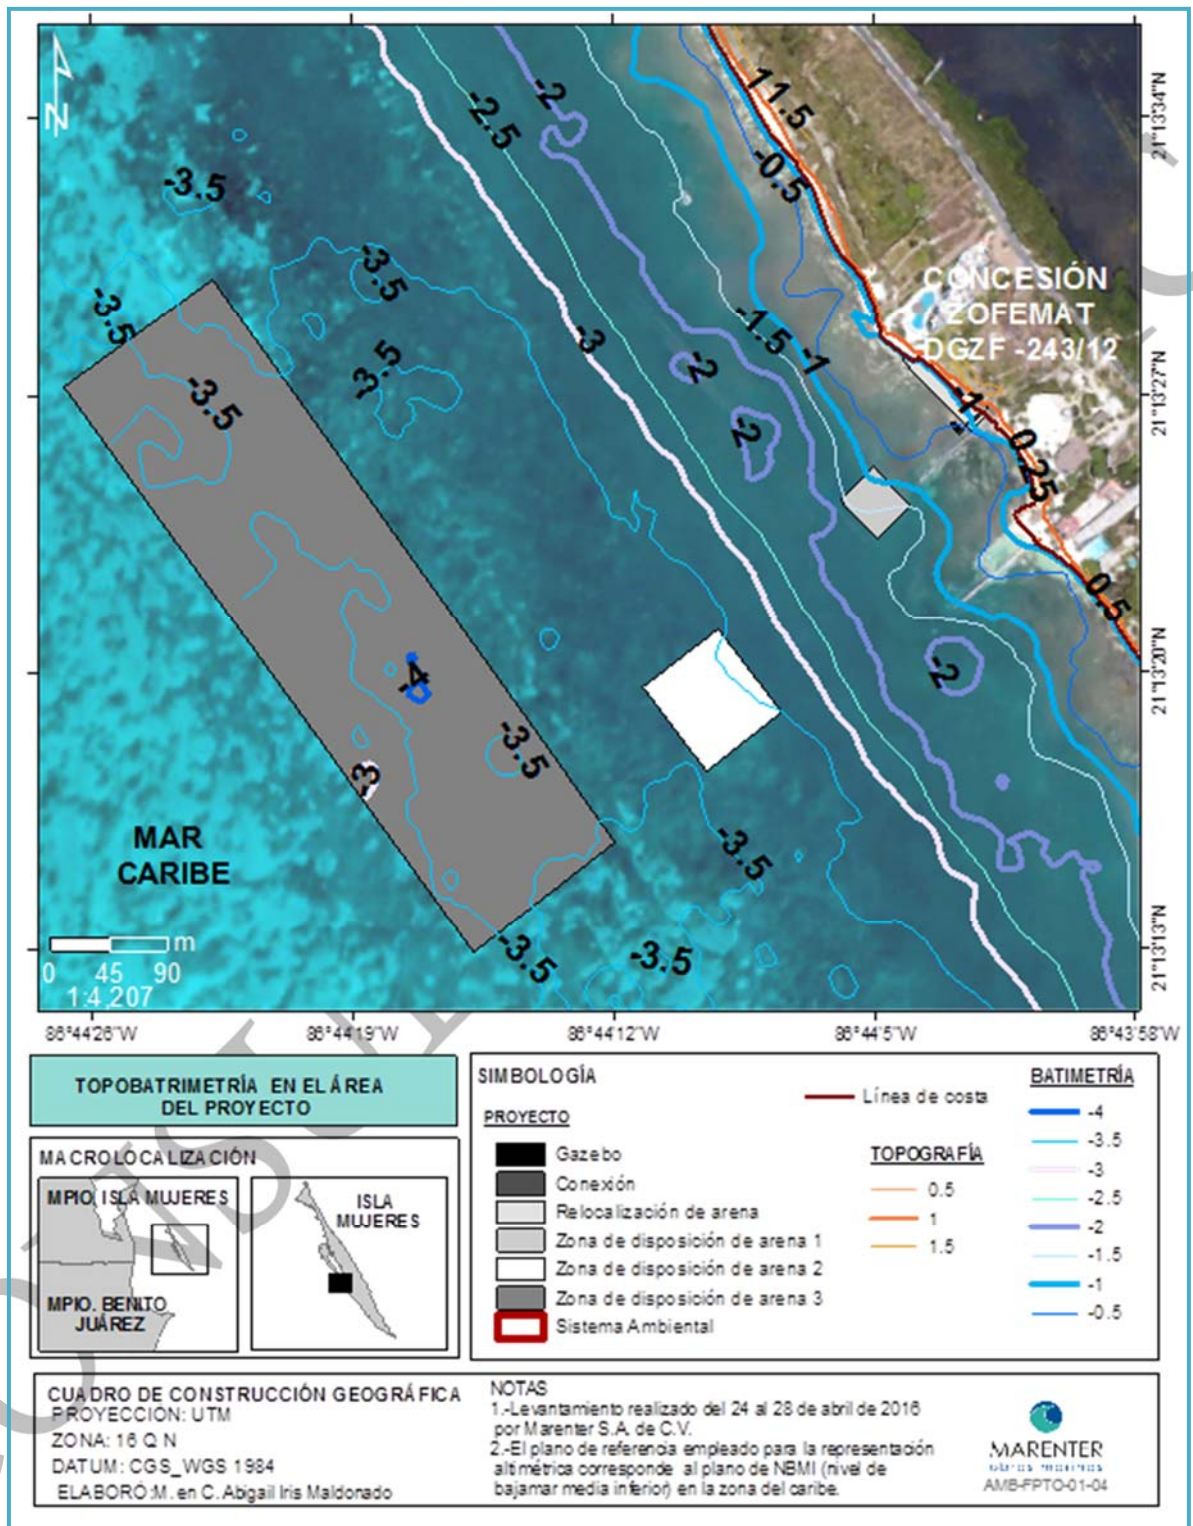 11.5
-2
-2.5
-0.5
-3.5
-3.5
-3.5
-3.5
-3.5
-3
-1.5
-1
-2
-2
-1
0.25
0.5
-2
-4
-3
-3.5
-3.5
-3.5
-3.5
CONCESIÓN
ZOFEMAT
DGZF -243/12
MAR
CARIBE
N
m
0 45 90
1:4,207
21°13'34"N
21°13'27"N
21°13'20"N
21°13'13"N
86°44'26"W 86°44'19"W 86°44'12"W 86°44'5"W 86°43'58"W
TOPOBATRIMETRÍA EN EL ÁREA
DEL PROYECTO
MACROLOCALIZACIÓN
MPIO. ISLA MUJERES
MPIO. BENITO
JUÁREZ
ISLA
MUJERES
SIMBOLOGÍA
PROYECTO
Gazebo
Conexión
Relocalización de arena
Zona de disposición de arena 1
Zona de disposición de arena 2
Zona de disposición de arena 3
Sistema Ambiental
Línea de costa
TOPOGRAFÍA
0.5
1
1.5
BATIMETRÍA
-4
-3.5
-3
-2.5
-2
-1.5
-1
-0.5
CUADRO DE CONSTRUCCIÓN GEOGRÁFICA
PROYECCIÓN: UTM
ZONA: 16 Q N
DATUM: CGS_WGS 1984
ELABORÓ:M. en C. Abigail Iris Maldonado
NOTAS
1.-Levantamiento realizado del 24 al 28 de abril de 2016
por Marenter S.A. de C.V.
2.-El plano de referencia empleado para la representación
altimétrica corresponde al plano de NBMI (nivel de
bajamar media inferior) en la zona del caribe.
MARENTER
obras marinas
AMB-FPTO-01-04